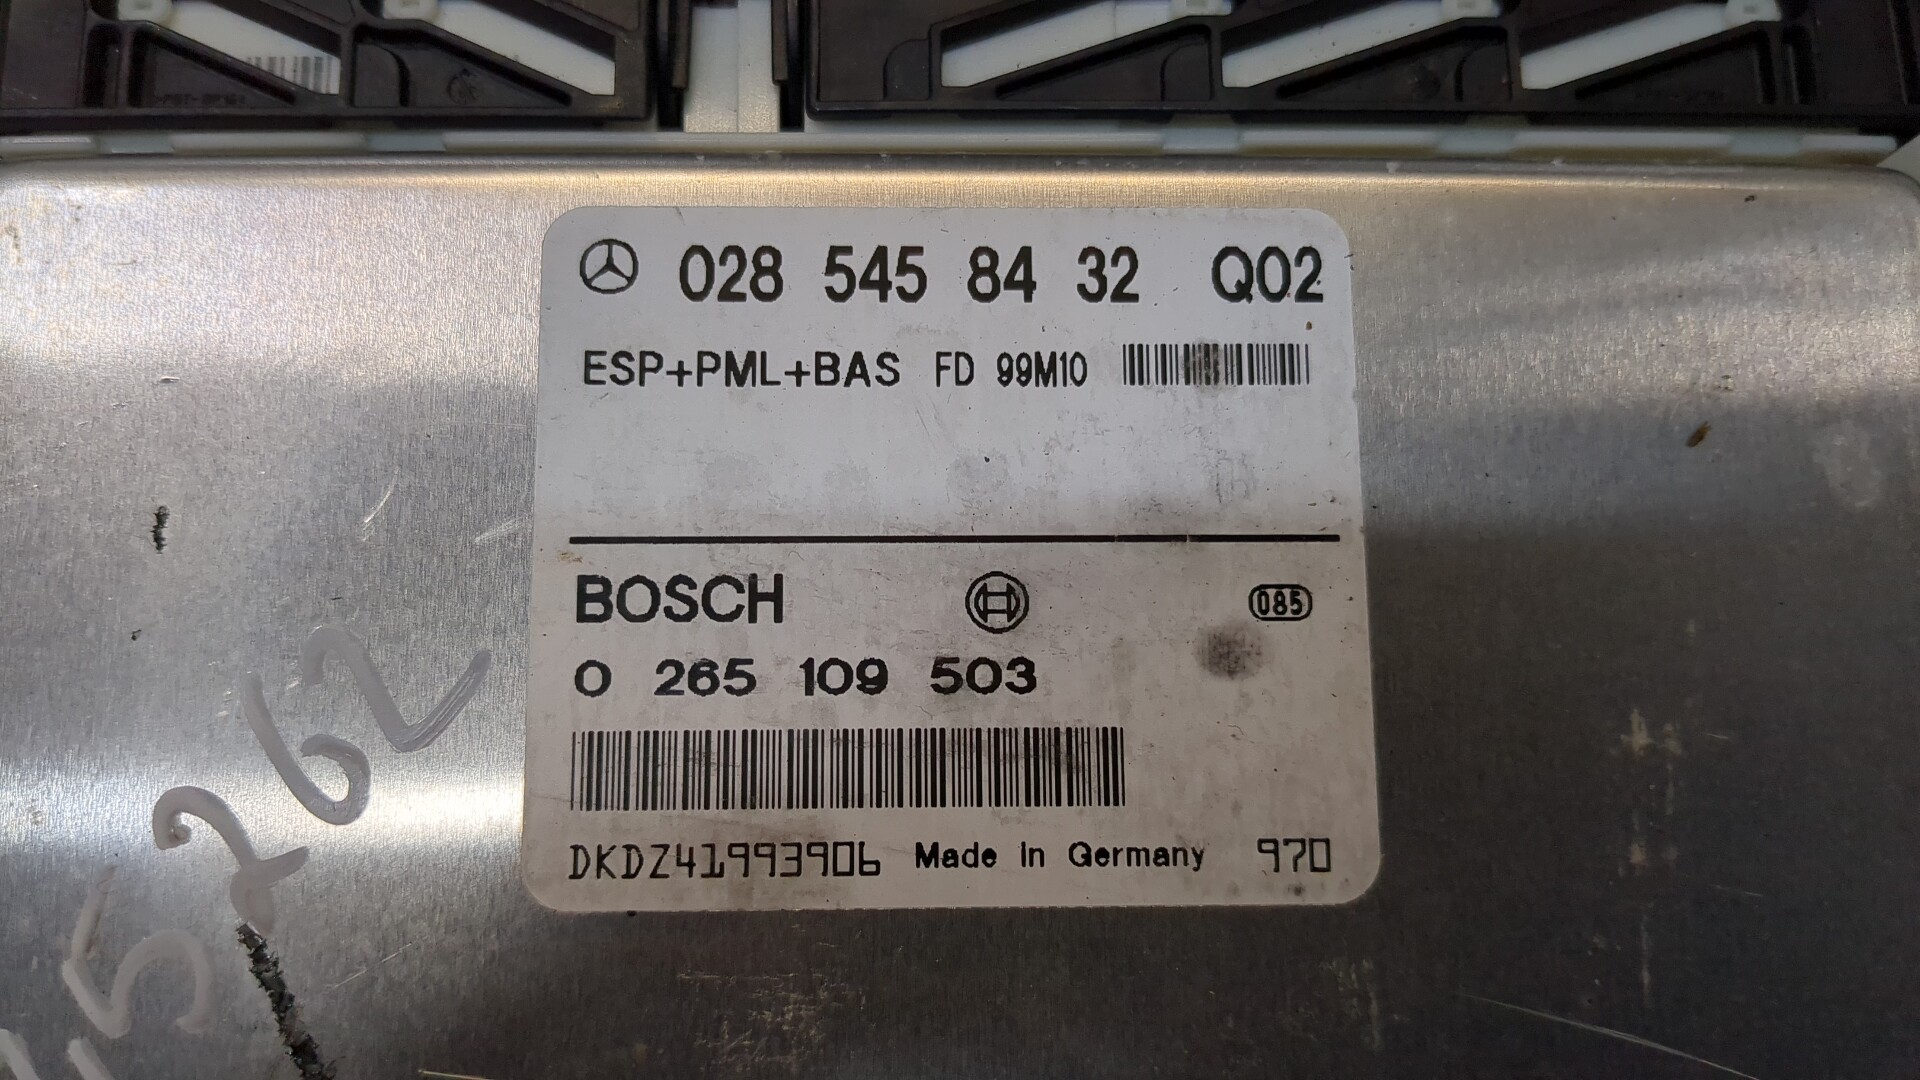 028 545 84 32 Q02
ESP+PML+BAS FD 99M10
BOSCH 085
0 265 109 503
DKDZ41993906 Made in Germany 970
15262